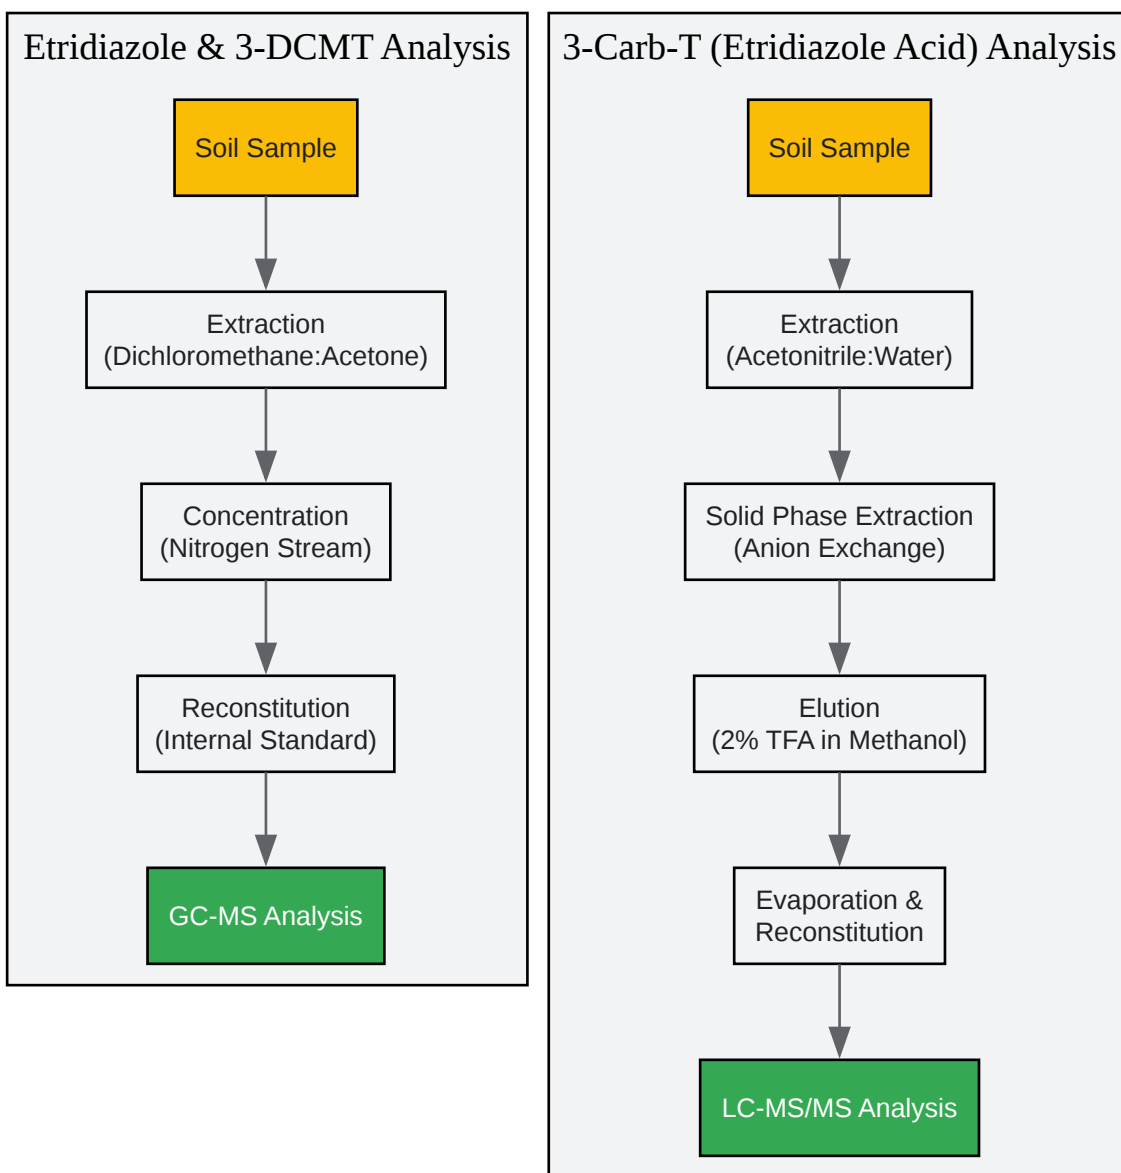 Etridiazole & 3-DCMT Analysis
Soil Sample
Extraction
(Dichloromethane:Acetone)
Concentration
(Nitrogen Stream)
Reconstitution
(Internal Standard)
GC-MS Analysis
3-Carb-T (Etridiazole Acid) Analysis
Soil Sample
Extraction
(Acetonitrile:Water)
Solid Phase Extraction
(Anion Exchange)
Elution
(2% TFA in Methanol)
Evaporation &
Reconstitution
LC-MS/MS Analysis